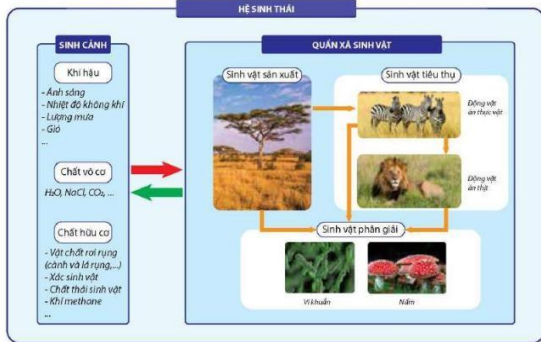 HỆ SINH THÁI
SINH CẢNH
Khí hậu
- Ánh sáng
- Nhiệt độ không khí
- Lượng mưa
- Gió
...
Chất vô cơ
H₂O, NaCl, CO₂, ...
Chất hữu cơ
- Vật chất rơi rụng
(cành và lá rụng,...)
- Xác sinh vật
- Chất thải sinh vật
- Khí methane
...
QUẦN XÃ SINH VẬT
Sinh vật sản xuất
Sinh vật tiêu thụ
Động vật
ăn thực vật
Động vật
ăn thịt
Sinh vật phân giải
Vi khuẩn
Nấm